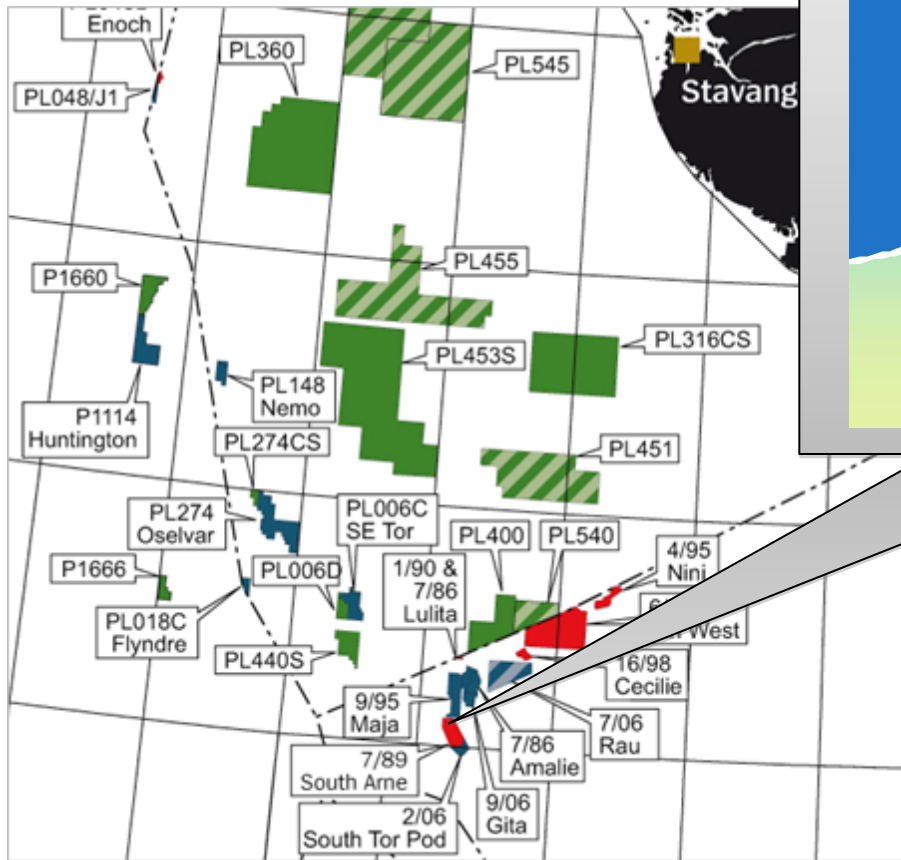 Enoch
PL360
PL545
PL048/J1
Stavang
PL455
P1660
PL316CS
PL453S
PL148
Nemo
P1114
Huntington
PL274CS
PL451
PL274
Oselvar
PL006C
SE Tor
PL400
PL540
4/95
Nini
P1666
PL006D
1/90 &
7/86
Lulita
PL018C
Flyndre
West
PL440S
16/98
Cecilie
9/95
Maja
7/06
Rau
7/86
Amalie
7/89
South Arne
9/06
Gita
2/06
South Tor Pod